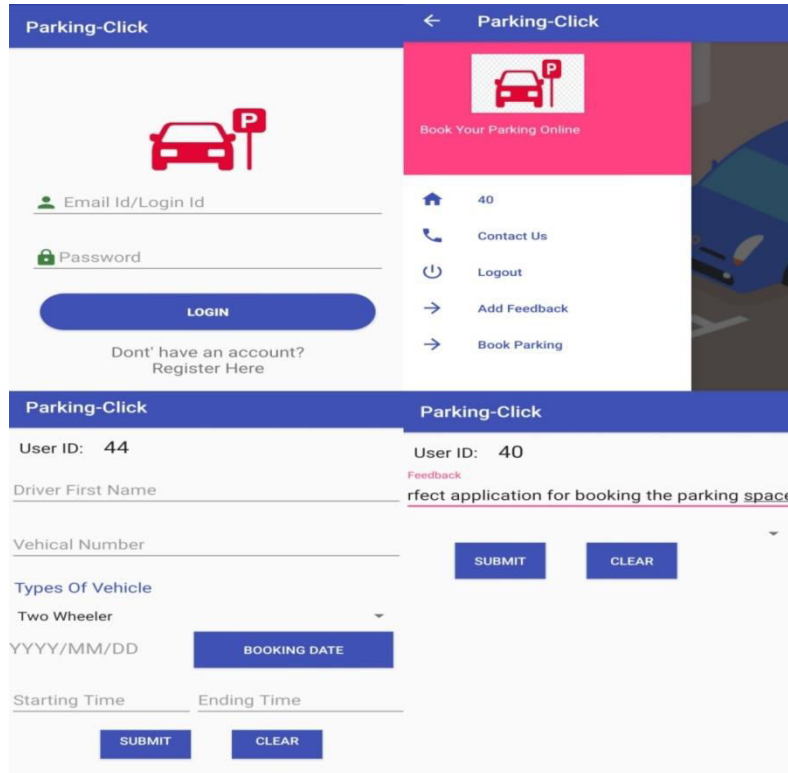 Parking-Click
P
Email Id/Login Id
Password
LOGIN
Dont' have an account?
Register Here
Parking-Click
P
Book Your Parking Online
40
Contact Us
Logout
Add Feedback
Book Parking
Parking-Click
User ID: 44
Driver First Name
Vehical Number
Types Of Vehicle
Two Wheeler
YYYY/MM/DD
BOOKING DATE
Starting Time Ending Time
SUBMIT CLEAR
Parking-Click
User ID: 40
Feedback
rfect application for booking the parking space
SUBMIT CLEAR